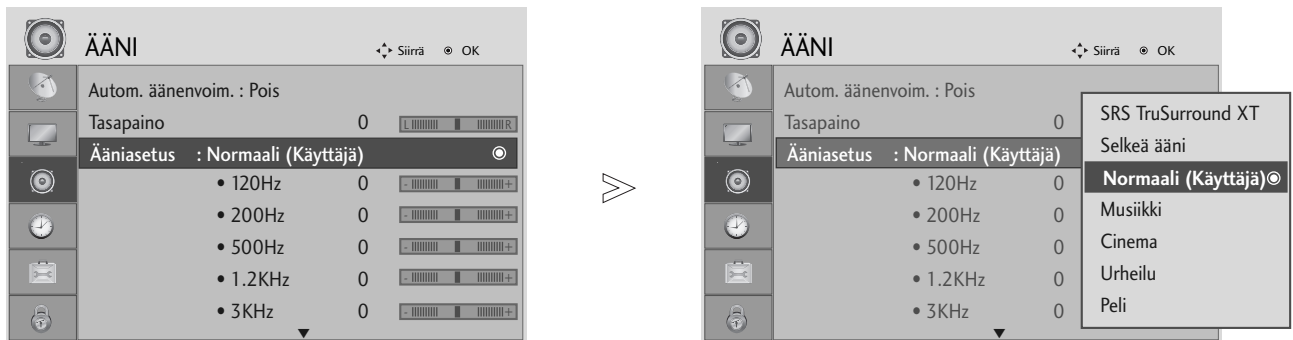 ÄÄNI
Siirrä OK
Autom. äänenvoim. : Pois
Tasapaino 0 L R
Ääniasetus : Normaali (Käyttäjä)
• 120Hz 0 - +
• 200Hz 0 - +
• 500Hz 0 - +
• 1.2KHz 0 - +
• 3KHz 0 - +
ÄÄNI
Siirrä OK
Autom. äänenvoim. : Pois
Tasapaino 0
Ääniasetus : Normaali (Käyttäjä)
• 120Hz 0
• 200Hz 0
• 500Hz 0
• 1.2KHz 0
• 3KHz 0
SRS TruSurround XT
Selkeä ääni
Normaali (Käyttäjä)
Musiikki
Cinema
Urheilu
Peli